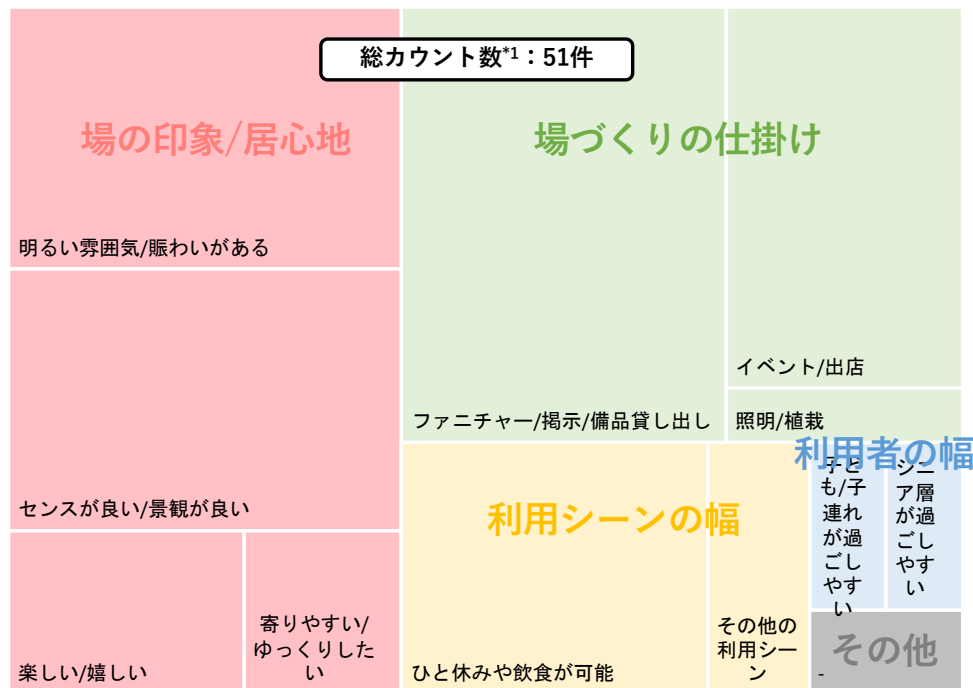 総カウント数*1：51件
場の印象/居心地
明るい雰囲気/賑わいがある
センスが良い/景観が良い
楽しい/嬉しい
寄りやすい/
ゆっくりした
い
場づくりの仕掛け
ファニチャー/掲示/備品貸し出し
イベント/出店
照明/植栽
利用シーンの幅
ひと休みや飲食が可能
その他の
利用シー
ン
利用者の幅
子ど
も/子
連れ
が過
ごし
やす
い
シニ
ア層
が過
ごし
やす
い
その他
-